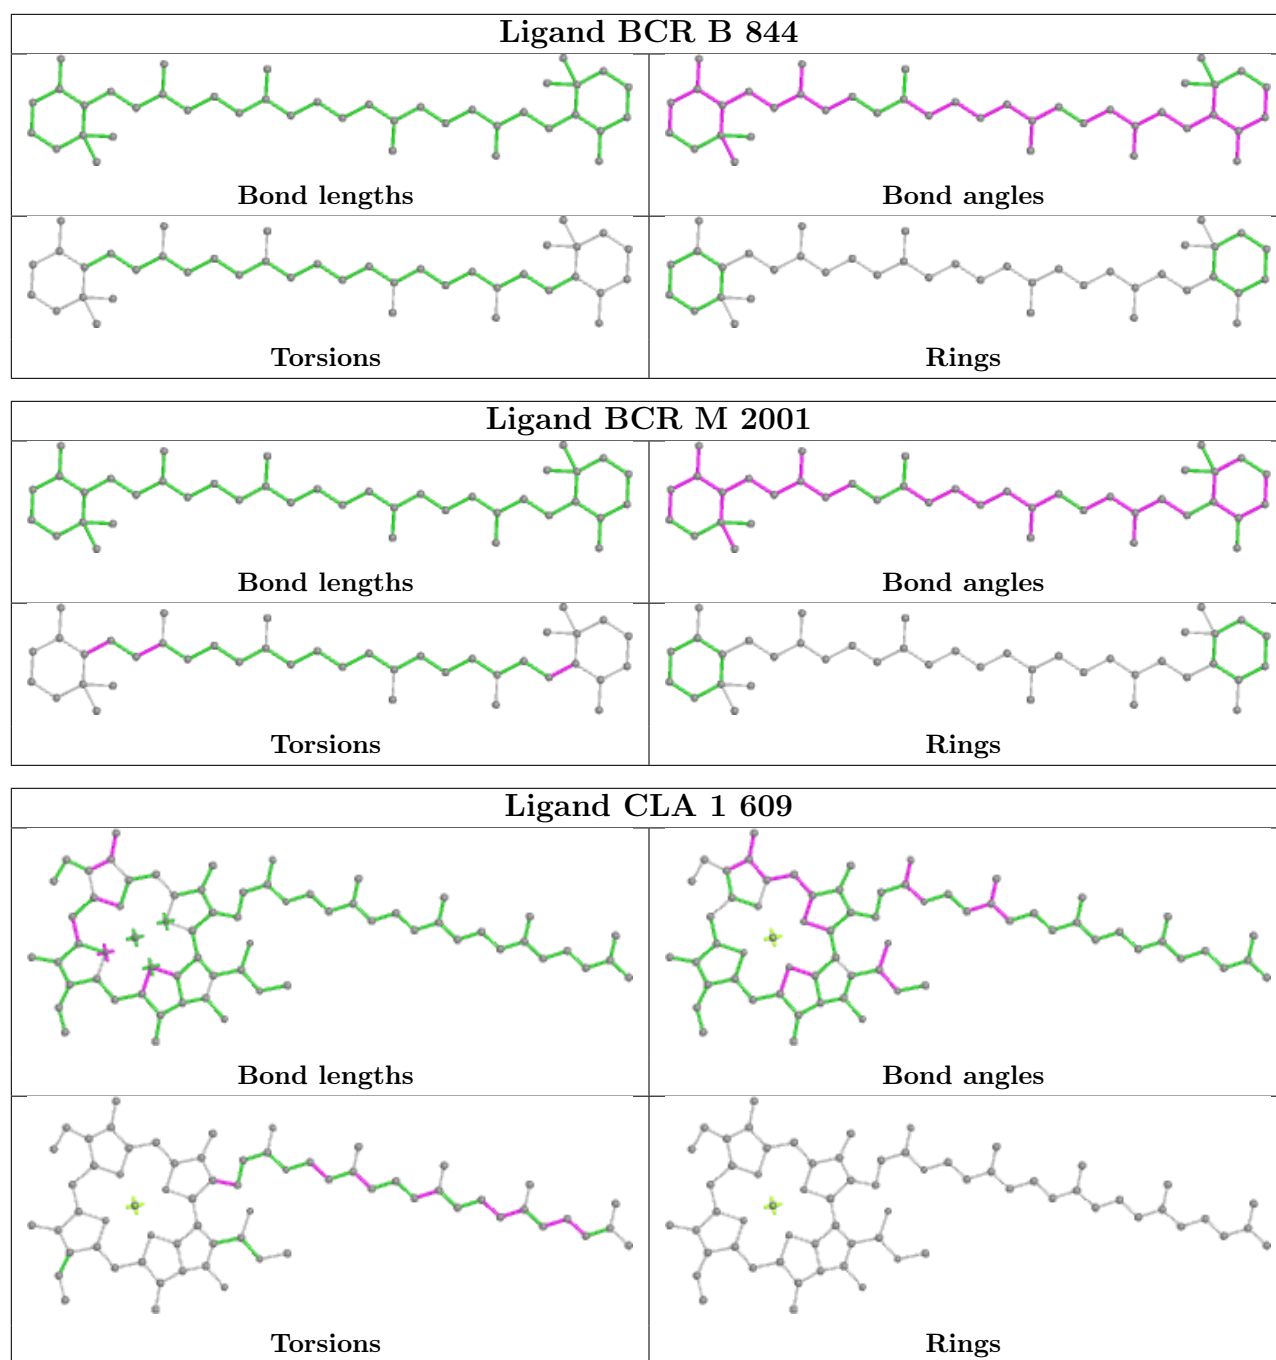 Ligand BCR B 844
Bond lengths
Bond angles
Torsions
Rings
Ligand BCR M 2001
Bond lengths
Bond angles
Torsions
Rings
Ligand CLA 1 609
Bond lengths
Bond angles
Torsions
Rings